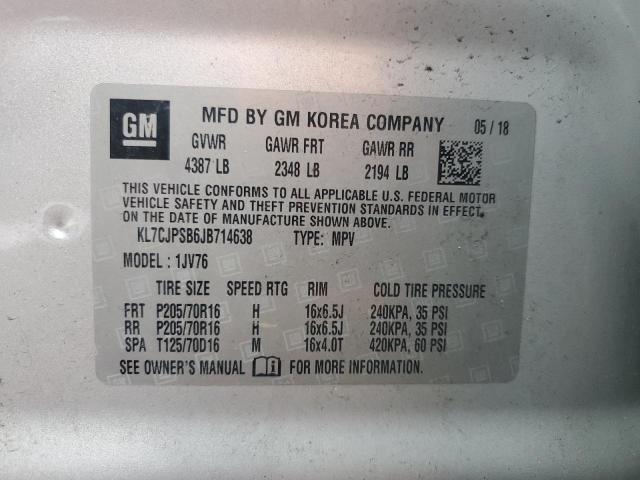 GM MFD BY GM KOREA COMPANY 05 / 18
GVWR GAWR FRT GAWR RR
4387 LB 2348 LB 2194 LB
THIS VEHICLE CONFORMS TO ALL APPLICABLE U.S. FEDERAL MOTOR
VEHICLE SAFETY AND THEFT PREVENTION STANDARDS IN EFFECT
ON THE DATE OF MANUFACTURE SHOWN ABOVE.
KL7CJPSB6JB714638 TYPE: MPV
MODEL : 1JV76
TIRE SIZE SPEED RTG RIM COLD TIRE PRESSURE
FRT P205/70R16 H 16x6.5J 240KPA, 35 PSI
RR P205/70R16 H 16x6.5J 240KPA, 35 PSI
SPA T125/70D16 M 16x4.0T 420KPA, 60 PSI
SEE OWNER'S MANUAL FOR MORE INFORMATION.